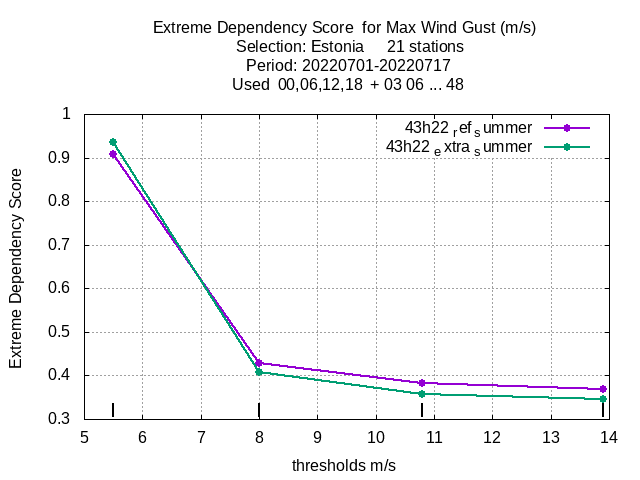 Extreme Dependency Score for Max Wind Gust (m/s)
Selection: Estonia 21 stations
Period: 20220701-20220717
Used 00,06,12,18 + 03 06 ... 48
43h22 ref summer
43h22 extra summer
Extreme Dependency Score
1
0.9
0.8
0.7
0.6
0.5
0.4
0.3
5 6 7 8 9 10 11 12 13 14
thresholds m/s